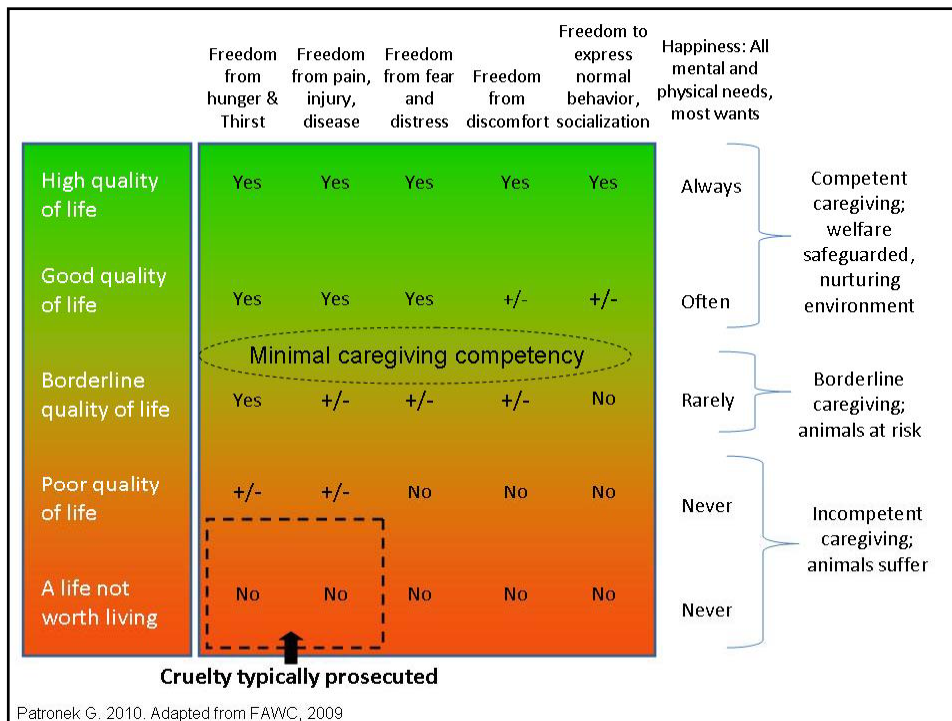 Freedom
from
hunger &
Thirst
Freedom
from pain,
injury,
disease
Freedom
from fear
and
distress
Freedom
from
discomfort
Freedom to
express
normal
behavior,
socialization
Happiness: All
mental and
physical needs,
most wants
High quality
of life
Yes Yes Yes Yes Yes
Always
Competent
caregiving;
welfare
safeguarded,
nurturing
environment
Good quality
of life
Yes Yes Yes +/- +/-
Often
Minimal caregiving competency
Borderline
quality of life
Yes +/- +/- +/- No
Rarely
Borderline
caregiving;
animals at risk
Poor quality
of life
+/- +/- No No No
Never
Incompetent
caregiving;
animals suffer
A life not
worth living
No No No No No
Never
Cruelty typically prosecuted
Patronek G. 2010. Adapted from FAWC, 2009